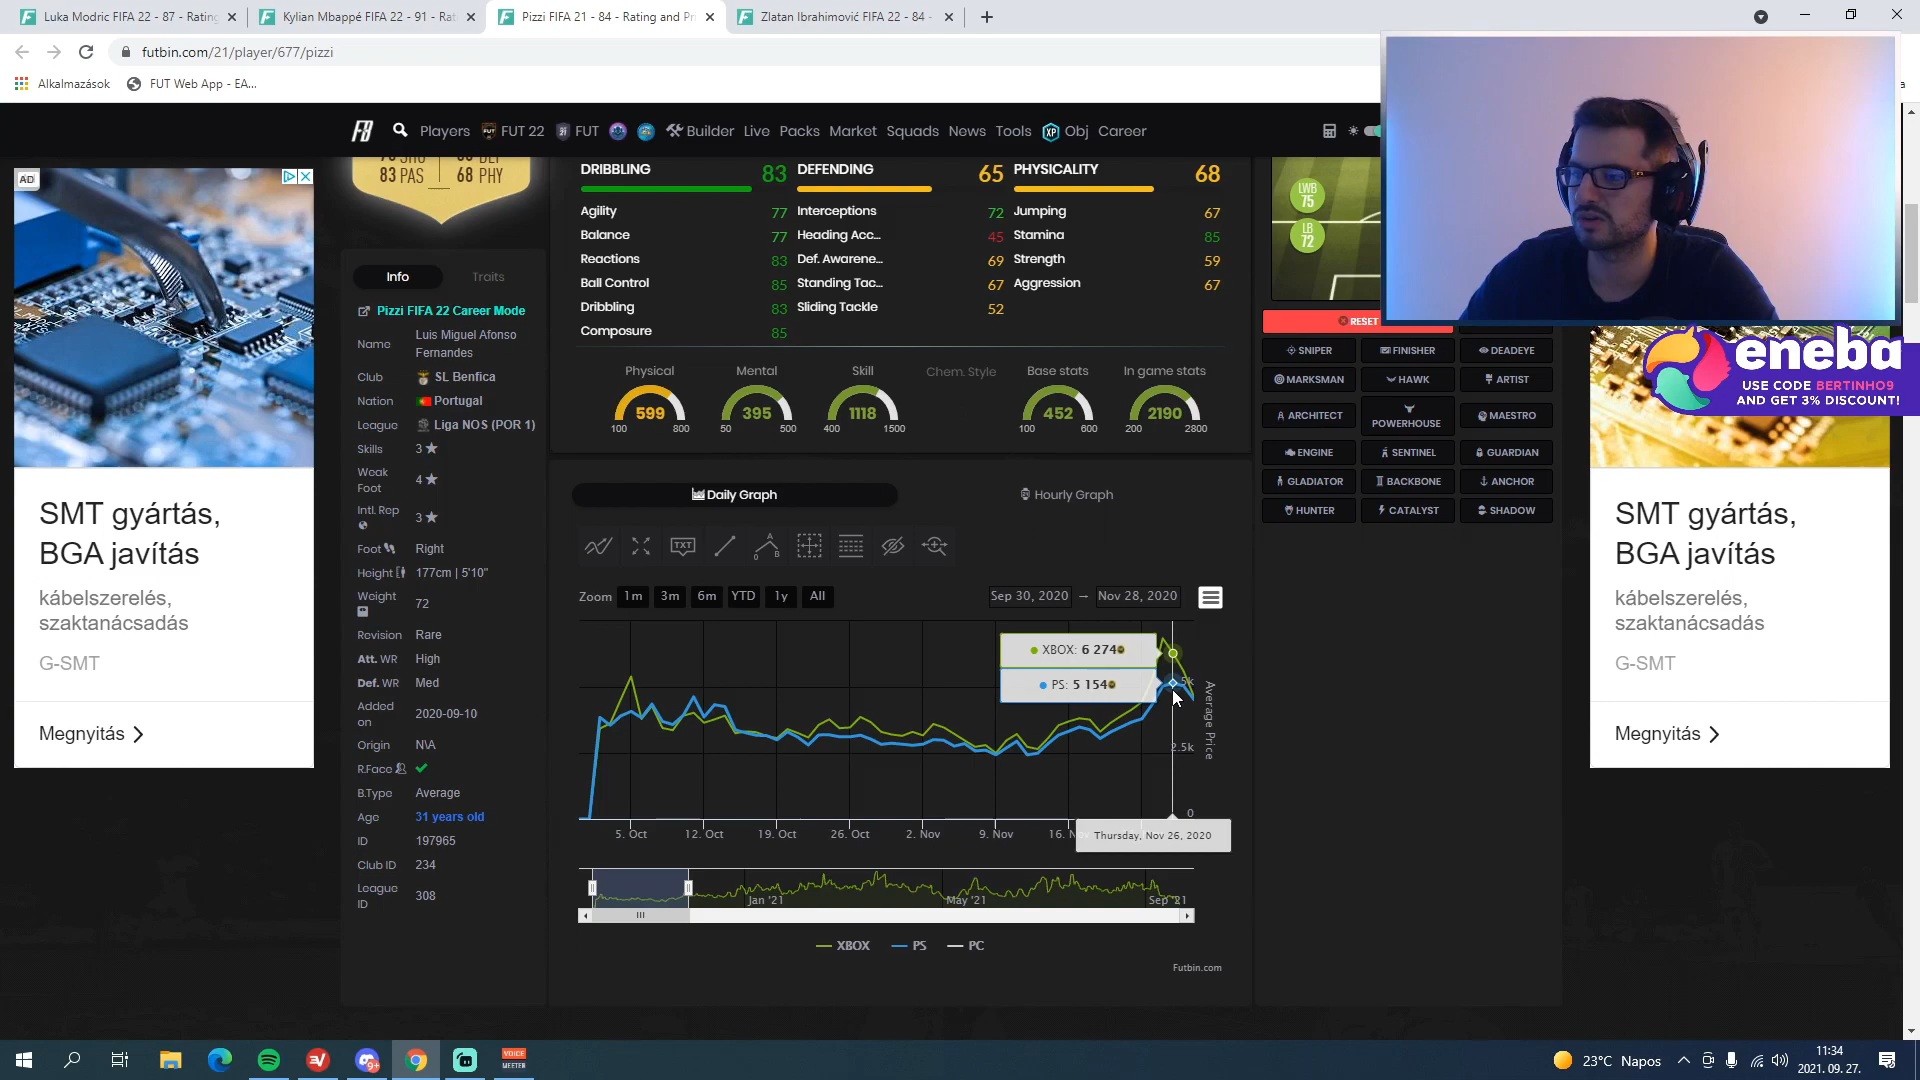 Luka Modric FIFA 22 - 87 - Rating
Kylian Mbappé FIFA 22 - 91 - Rat
Pizzi FIFA 21 - 84 - Rating and Pri
Zlatan Ibrahimović FIFA 22 - 84 -
futbin.com/21/player/677/pizzi
Alkalmazások
FUT Web App - EA...
Players
FUT 22
FUT
Builder
Live
Packs
Market
Squads
News
Tools
XP Obj
Career
AD
SMT gyártás,
BGA javítás
kábelszerelés,
szaktanácsadás
G-SMT
Megnyitás
83 PAS
68 PHY
Info
Traits
Pizzi FIFA 22 Career Mode
Name Luis Miguel Afonso Fernandes
Club SL Benfica
Nation Portugal
League Liga NOS (POR 1)
Skills 3
Weak Foot 4
Intl. Rep 3
Foot Right
Height 177cm | 5'10"
Weight 72
Revision Rare
Att. WR High
Def. WR Med
Added on 2020-09-10
Origin N\A
R.Face
B.Type Average
Age 31 years old
ID 197965
Club ID 234
League ID 308
DRIBBLING 83
Agility 77
Balance 77
Reactions 83
Ball Control 85
Dribbling 83
Composure 85
DEFENDING 65
Interceptions 72
Heading Acc... 45
Def. Awarene... 69
Standing Tac... 67
Sliding Tackle 52
PHYSICALITY 68
Jumping 67
Stamina 85
Strength 59
Aggression 67
Physical 599 100 800
Mental 395 50 500
Skill 1118 400 1500
Chem. Style
Base stats 452 100 600
In game stats 2190 200 2800
Daily Graph
Hourly Graph
TXT
Zoom 1m 3m 6m YTD 1y All
Sep 30, 2020 → Nov 28, 2020
XBOX: 6 274
PS: 5 154
5k
2.5k
0
Average Price
5. Oct 12. Oct 19. Oct 26. Oct 2. Nov 9. Nov 16. N
Thursday, Nov 26, 2020
Jan '21 May '21 Sep '21
XBOX PS PC
Futbin.com
LWB
75
LB
72
RESET
SNIPER FINISHER DEADEYE
MARKSMAN HAWK ARTIST
ARCHITECT POWERHOUSE MAESTRO
ENGINE SENTINEL GUARDIAN
GLADIATOR BACKBONE ANCHOR
HUNTER CATALYST SHADOW
eneba
USE CODE BERTINHO9
AND GET 3% DISCOUNT!
SMT gyártás,
BGA javítás
kábelszerelés,
szaktanácsadás
G-SMT
Megnyitás
VOICE
MEETER
23°C Napos
11:34
2021. 09. 27.